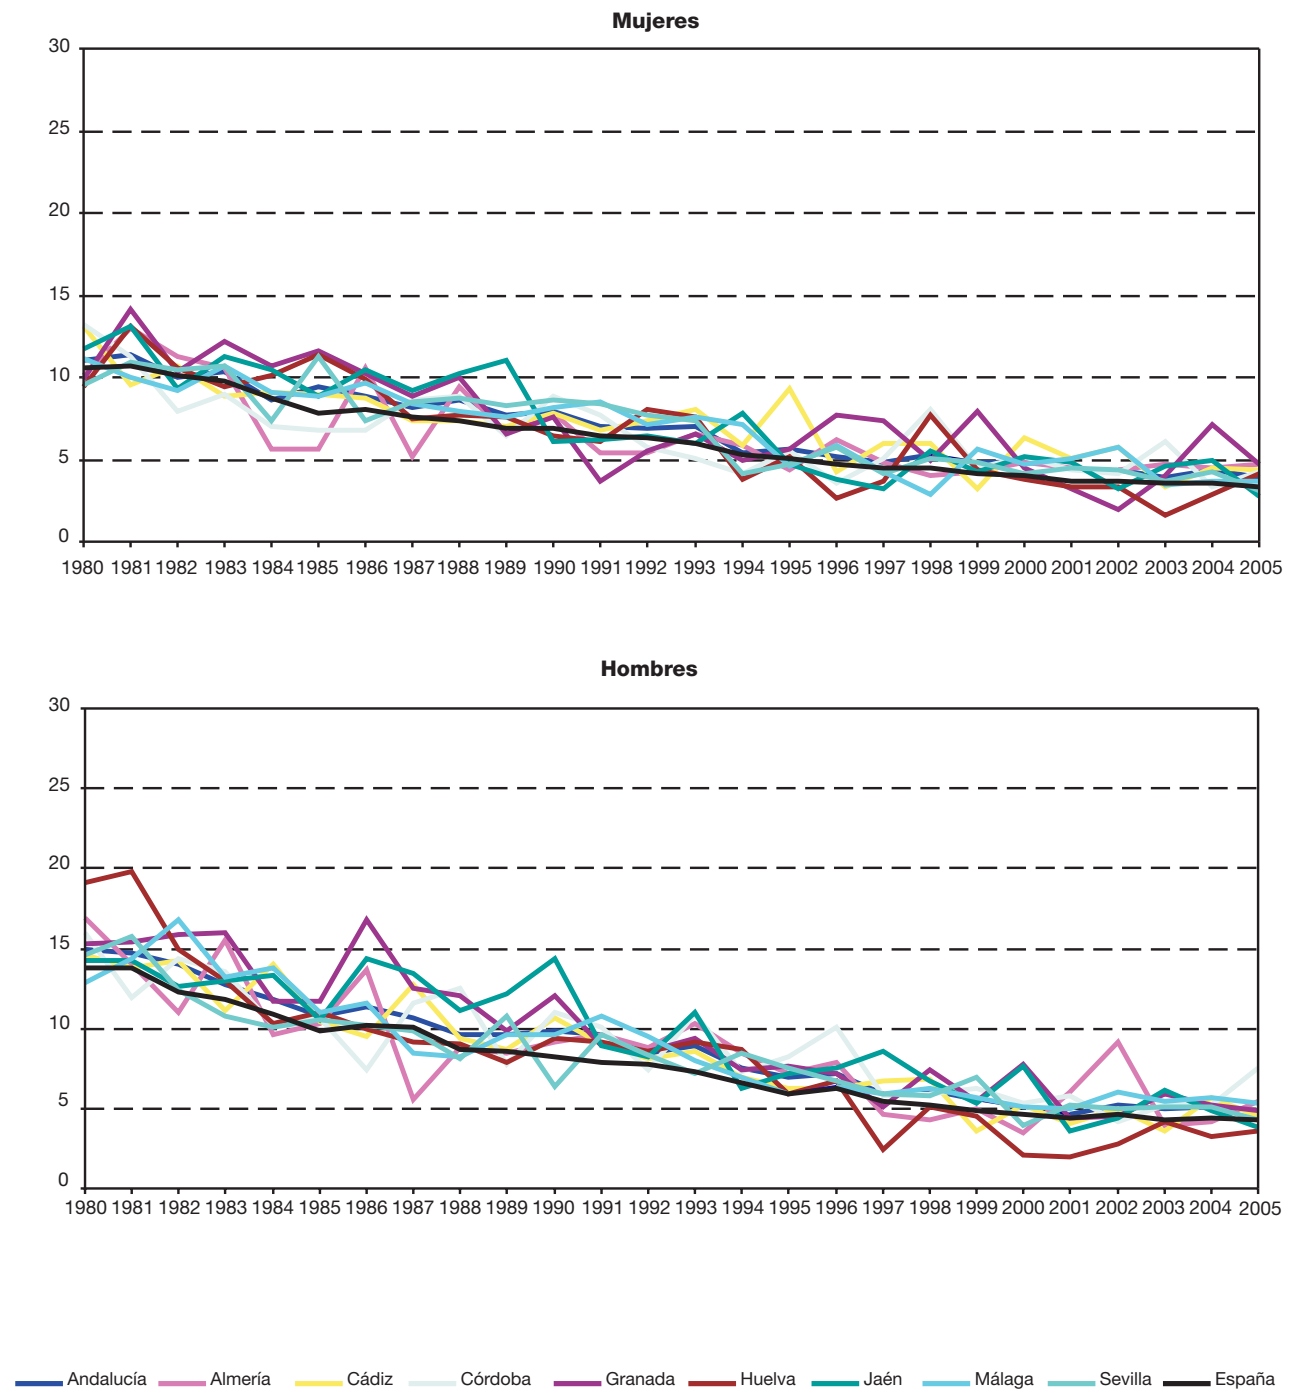 Mujeres
30
25
20
15
10
5
0
1980 1981 1982 1983 1984 1985 1986 1987 1988 1989 1990 1991 1992 1993 1994 1995 1996 1997 1998 1999 2000 2001 2002 2003 2004 2005
Hombres
30
25
20
15
10
5
0
1980 1981 1982 1983 1984 1985 1986 1987 1988 1989 1990 1991 1992 1993 1994 1995 1996 1997 1998 1999 2000 2001 2002 2003 2004 2005
Andalucía Almería Cádiz Córdoba Granada Huelva Jaén Málaga Sevilla España